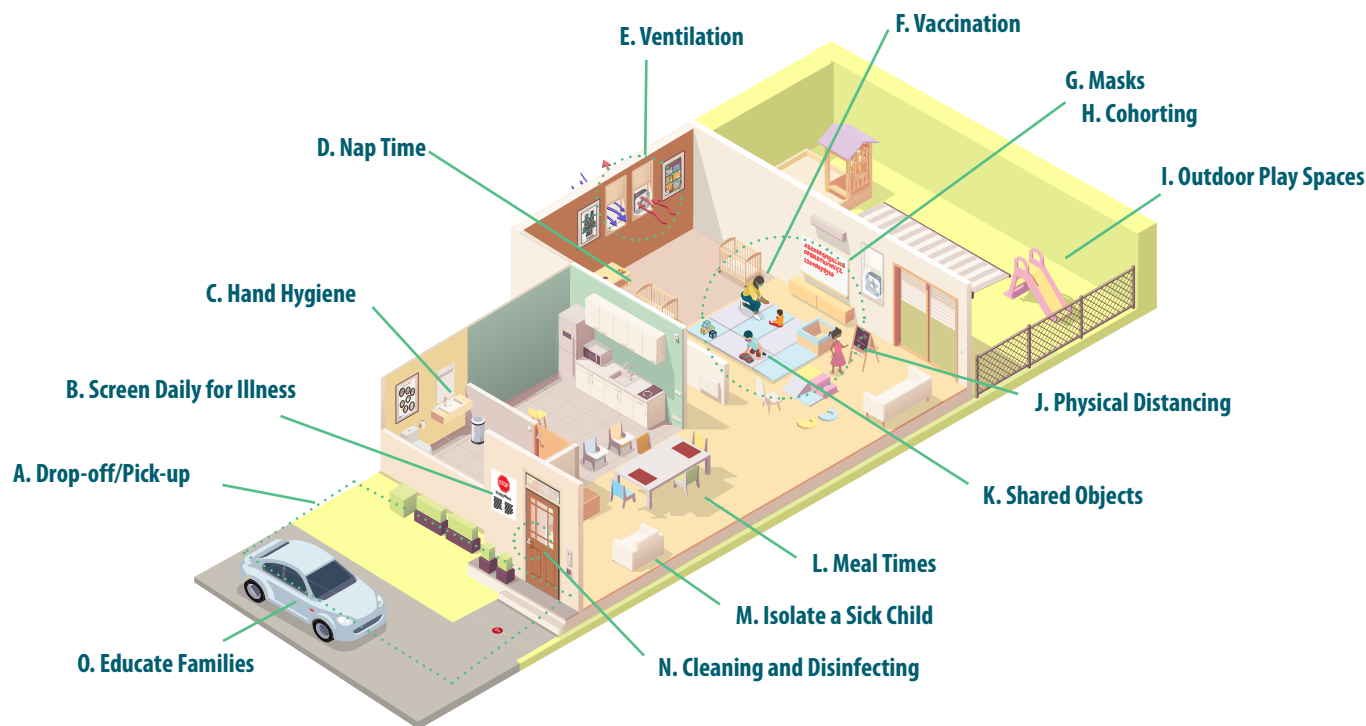 E. Ventilation
F. Vaccination
G. Masks
H. Cohorting
D. Nap Time
I. Outdoor Play Spaces
C. Hand Hygiene
B. Screen Daily for Illness
J. Physical Distancing
A. Drop-off/Pick-up
K. Shared Objects
STOP
L. Meal Times
M. Isolate a Sick Child
O. Educate Families
N. Cleaning and Disinfecting